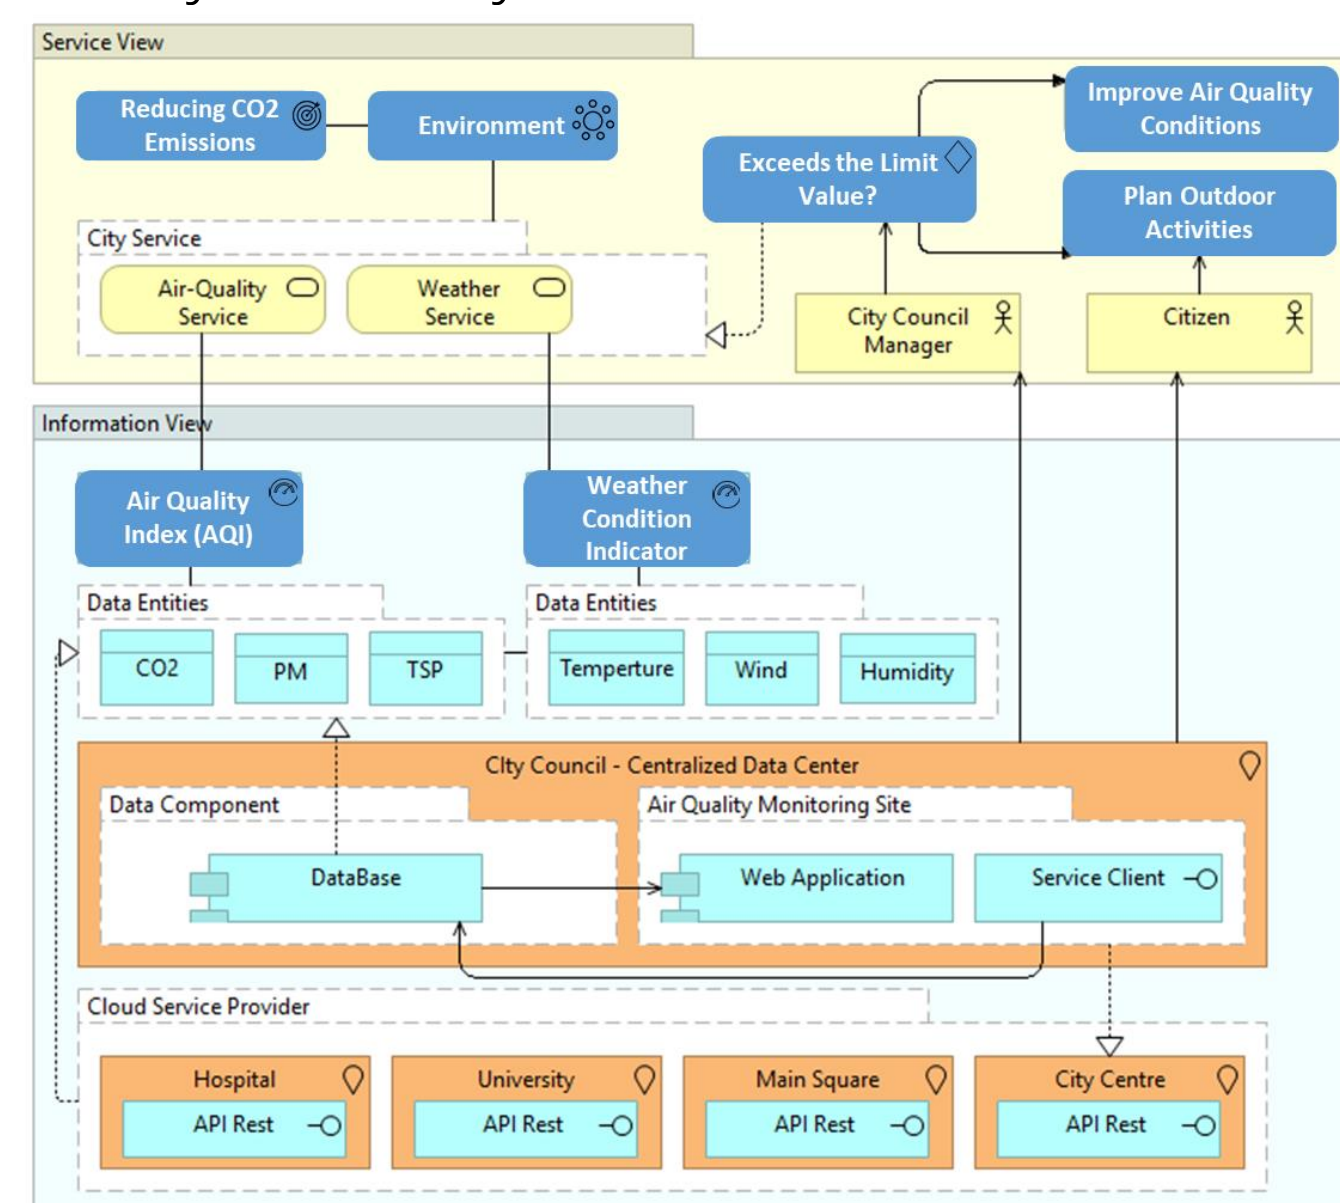 Service View
Reducing CO2
Emissions
Environment
Exceeds the Limit
Value?
Improve Air Quality
Conditions
Plan Outdoor
Activities
City Service
Air-Quality
Service
Weather
Service
City Council
Manager
Citizen
Information View
Air Quality
Index (AQI)
Weather
Condition
Indicator
Data Entities
CO2
PM
TSP
Data Entities
Temperture
Wind
Humidity
CIty Council - Centralized Data Center
Data Component
DataBase
Air Quality Monitoring Site
Web Application
Service Client
Cloud Service Provider
Hospital
API Rest
University
API Rest
Main Square
API Rest
City Centre
API Rest